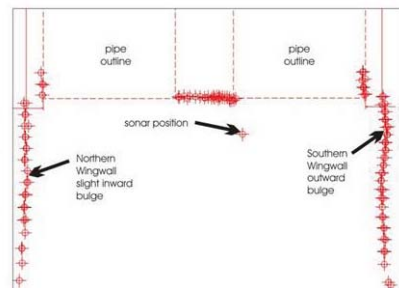 pipe
outline
pipe
outline
sonar position
Northern
Wingwall
slight inward
bulge
Southern
Wingwall
outward
bulge